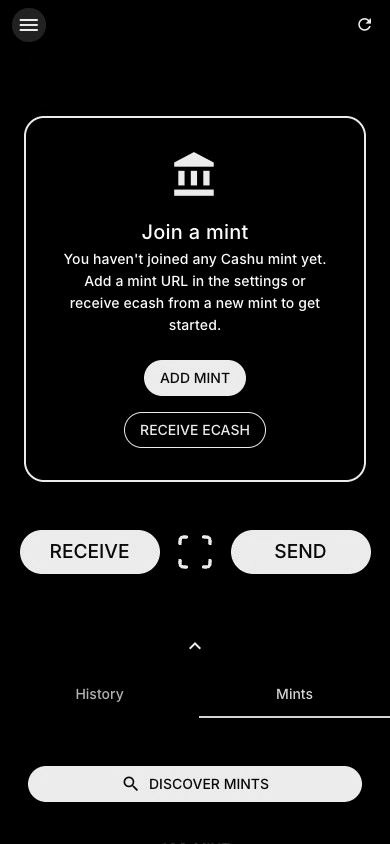 Join a mint
You haven't joined any Cashu mint yet.
Add a mint URL in the settings or
receive ecash from a new mint to get
started.
ADD MINT
RECEIVE ECASH
RECEIVE
SEND
History
Mints
DISCOVER MINTS